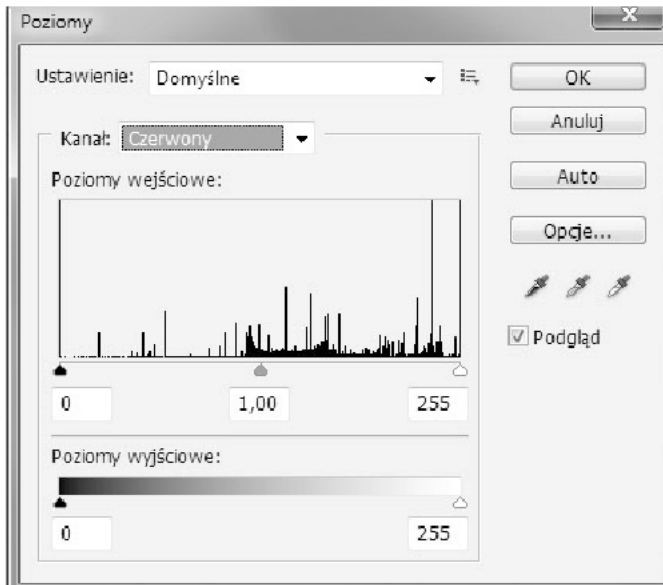 Poziomy
Ustawienie: Domyślne
OK
Anuluj
Auto
Opcje...
Podgląd
Kanał: Czerwony
Poziomy wejściowe:
0 1,00 255
Poziomy wyjściowe:
0 255